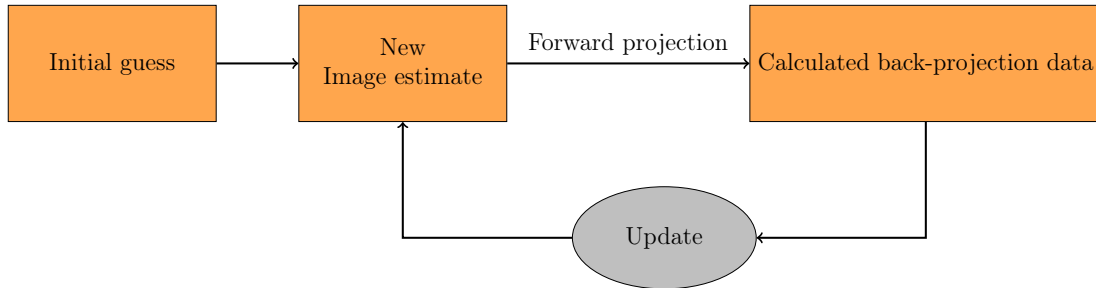 Initial guess
New
Image estimate
Forward projection
Calculated back-projection data
Update